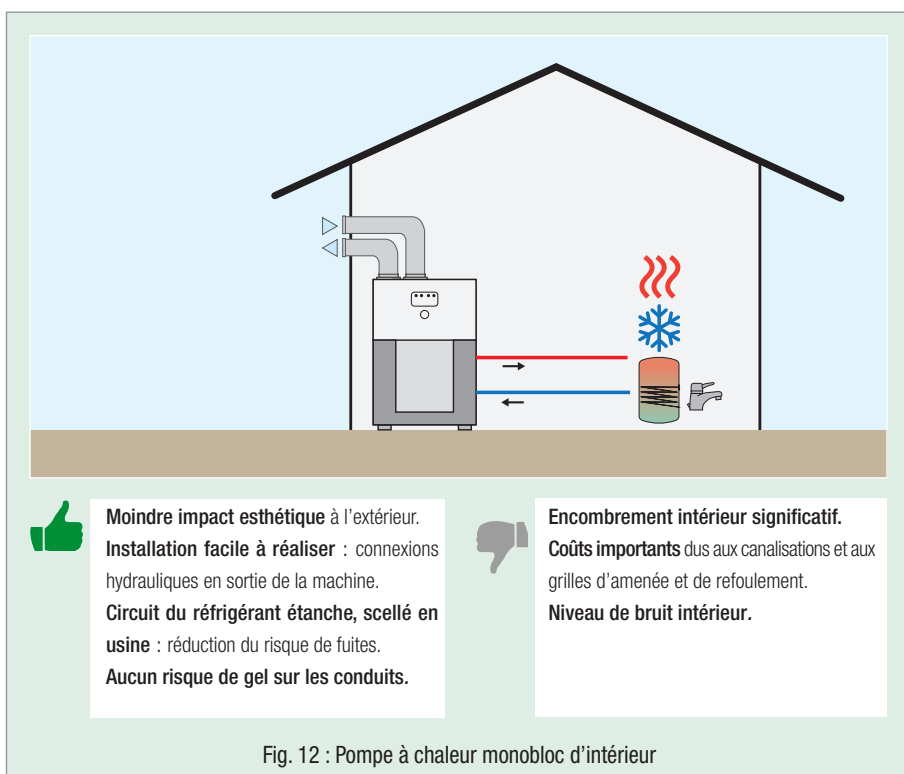 Moindre impact esthétique à l'extérieur.
Installation facile à réaliser : connexions
hydrauliques en sortie de la machine.
Circuit du réfrigérant étanche, scellé en
usine : réduction du risque de fuites.
Aucun risque de gel sur les conduits.
Encombrement intérieur significatif.
Coûts importants dus aux canalisations et aux
grilles d'amenée et de refoulement.
Niveau de bruit intérieur.
Fig. 12 : Pompe à chaleur monobloc d'intérieur